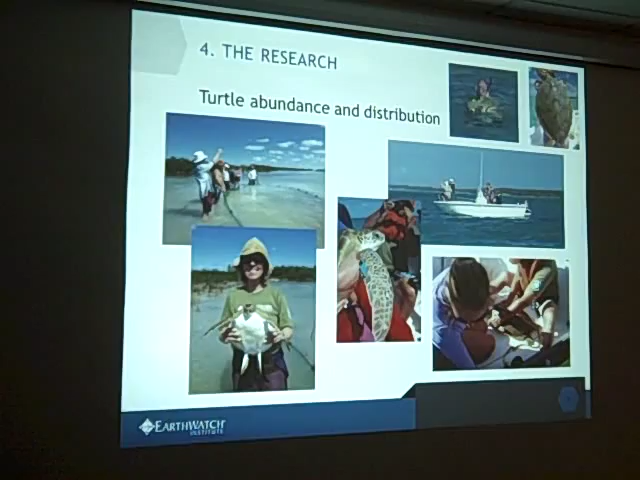 4. THE RESEARCH
Turtle abundance and distribution
EARTHWATCH
INSTITUTE